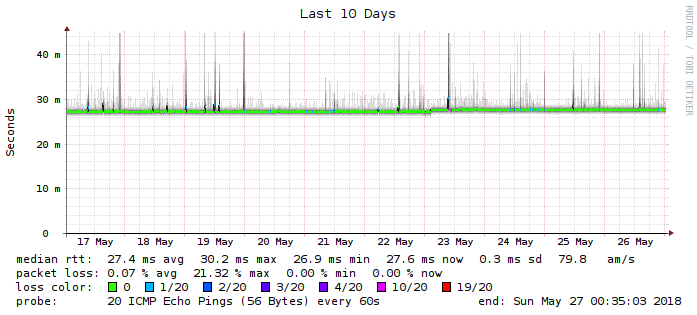 Last 10 Days
RRDTOOL / TOBI OETIKER
Seconds
40 m
30 m
20 m
10 m
0
17 May 18 May 19 May 20 May 21 May 22 May 23 May 24 May 25 May 26 May
median rtt: 27.4 ms avg 30.2 ms max 26.9 ms min 27.6 ms now 0.3 ms sd 79.8 am/s
packet loss: 0.07 % avg 21.32 % max 0.00 % min 0.00 % now
loss color: 0 1/20 2/20 3/20 4/20 10/20 19/20
probe: 20 ICMP Echo Pings (56 Bytes) every 60s end: Sun May 27 00:35:03 2018